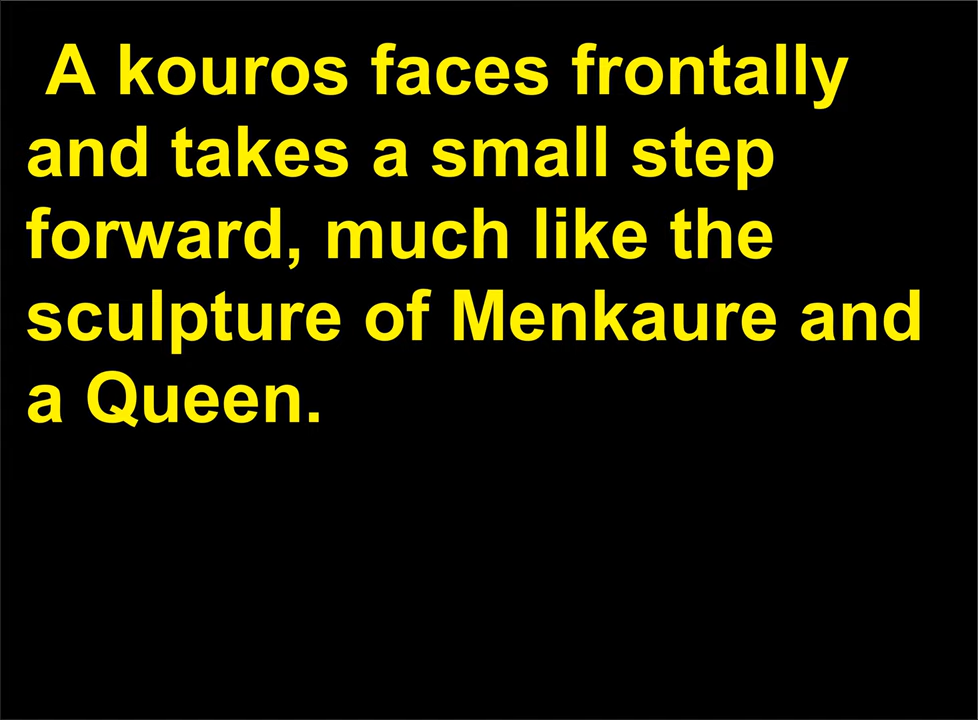 A kouros faces frontally
and takes a small step
forward, much like the
sculpture of Menkaure and
a Queen.